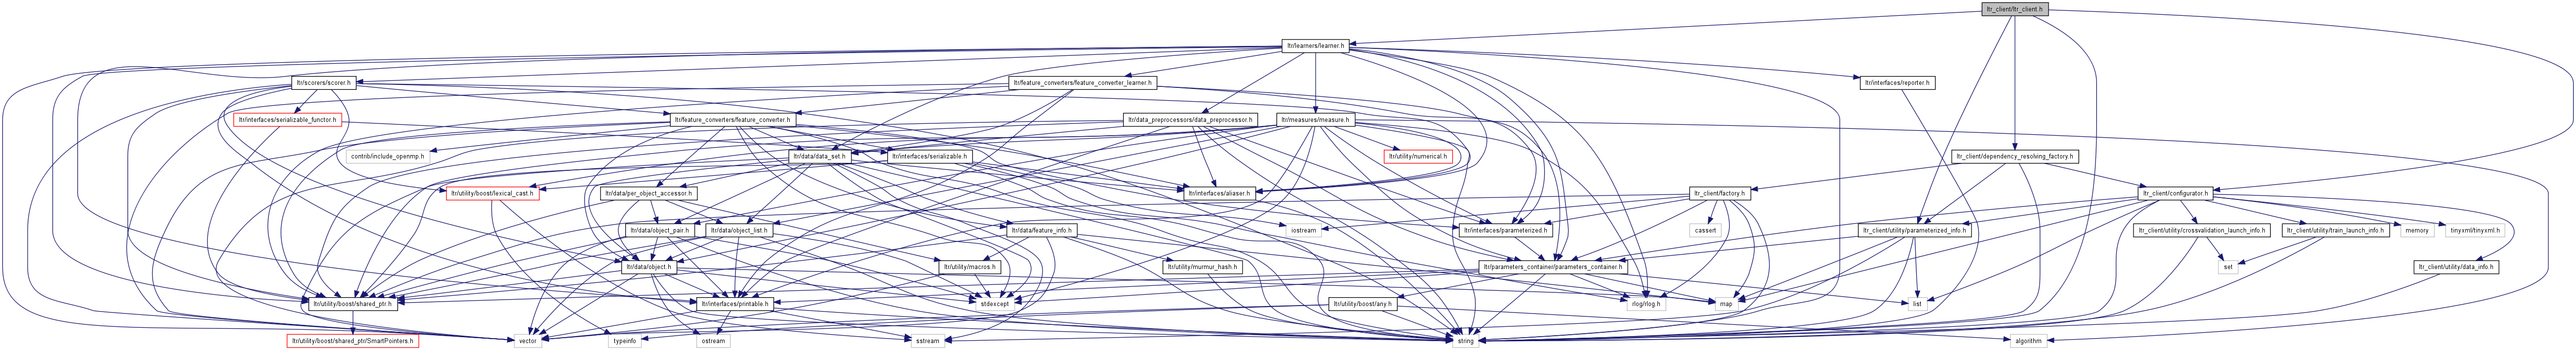 ltr_client/ltr_client.h
ltr/learners/learner.h
ltr/scorers/scorer.h
ltr/feature_converters/feature_converter_learner.h
ltr/interfaces/reporter.h
ltr/interfaces/serializable_functor.h
ltr/feature_converters/feature_converter.h
ltr/data_preprocessors/data_preprocessor.h
ltr/measures/measure.h
contrib/include_openmp.h
ltr/data/data_set.h
ltr/interfaces/serializable.h
ltr/utility/numerical.h
ltr_client/dependency_resolving_factory.h
ltr/utility/boost/lexical_cast.h
ltr/data/per_object_accessor.h
ltr/interfaces/aliaser.h
ltr_client/factory.h
ltr_client/configurator.h
ltr/data/object_pair.h
ltr/data/object_list.h
ltr/data/feature_info.h
iostream
ltr/interfaces/parameterized.h
cassert
ltr_client/utility/parameterized_info.h
ltr_client/utility/crossvalidation_launch_info.h
ltr_client/utility/train_launch_info.h
memory
tinyxml/tinyxml.h
ltr/data/object.h
ltr/utility/macros.h
ltr/utility/murmur_hash.h
ltr/parameters_container/parameters_container.h
set
ltr_client/utility/data_info.h
ltr/utility/boost/shared_ptr.h
ltr/interfaces/printable.h
stdexcept
ltr/utility/boost/any.h
rlog/rlog.h
map
list
ltr/utility/boost/shared_ptr/SmartPointers.h
vector
typeinfo
ostream
sstream
string
algorithm